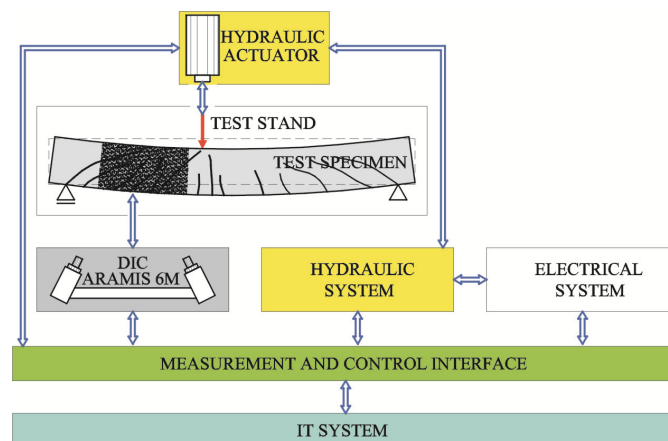 HYDRAULIC
ACTUATOR
TEST STAND
TEST SPECIMEN
DIC
ARAMIS 6M
HYDRAULIC
SYSTEM
ELECTRICAL
SYSTEM
MEASUREMENT AND CONTROL INTERFACE
IT SYSTEM